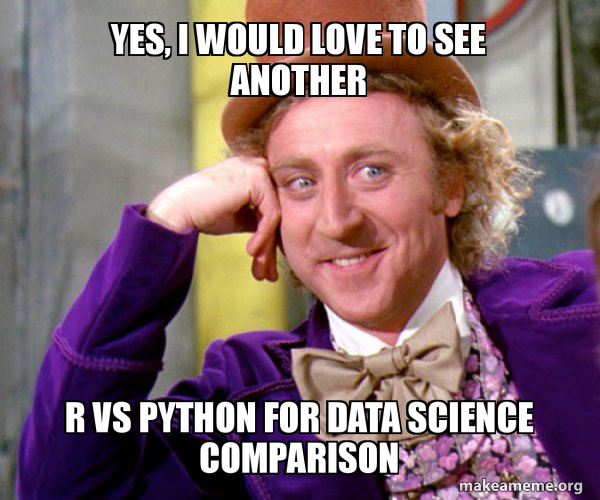 YES, I WOULD LOVE TO SEE
ANOTHER
R VS PYTHON FOR DATA SCIENCE
COMPARISON
makeameme.org